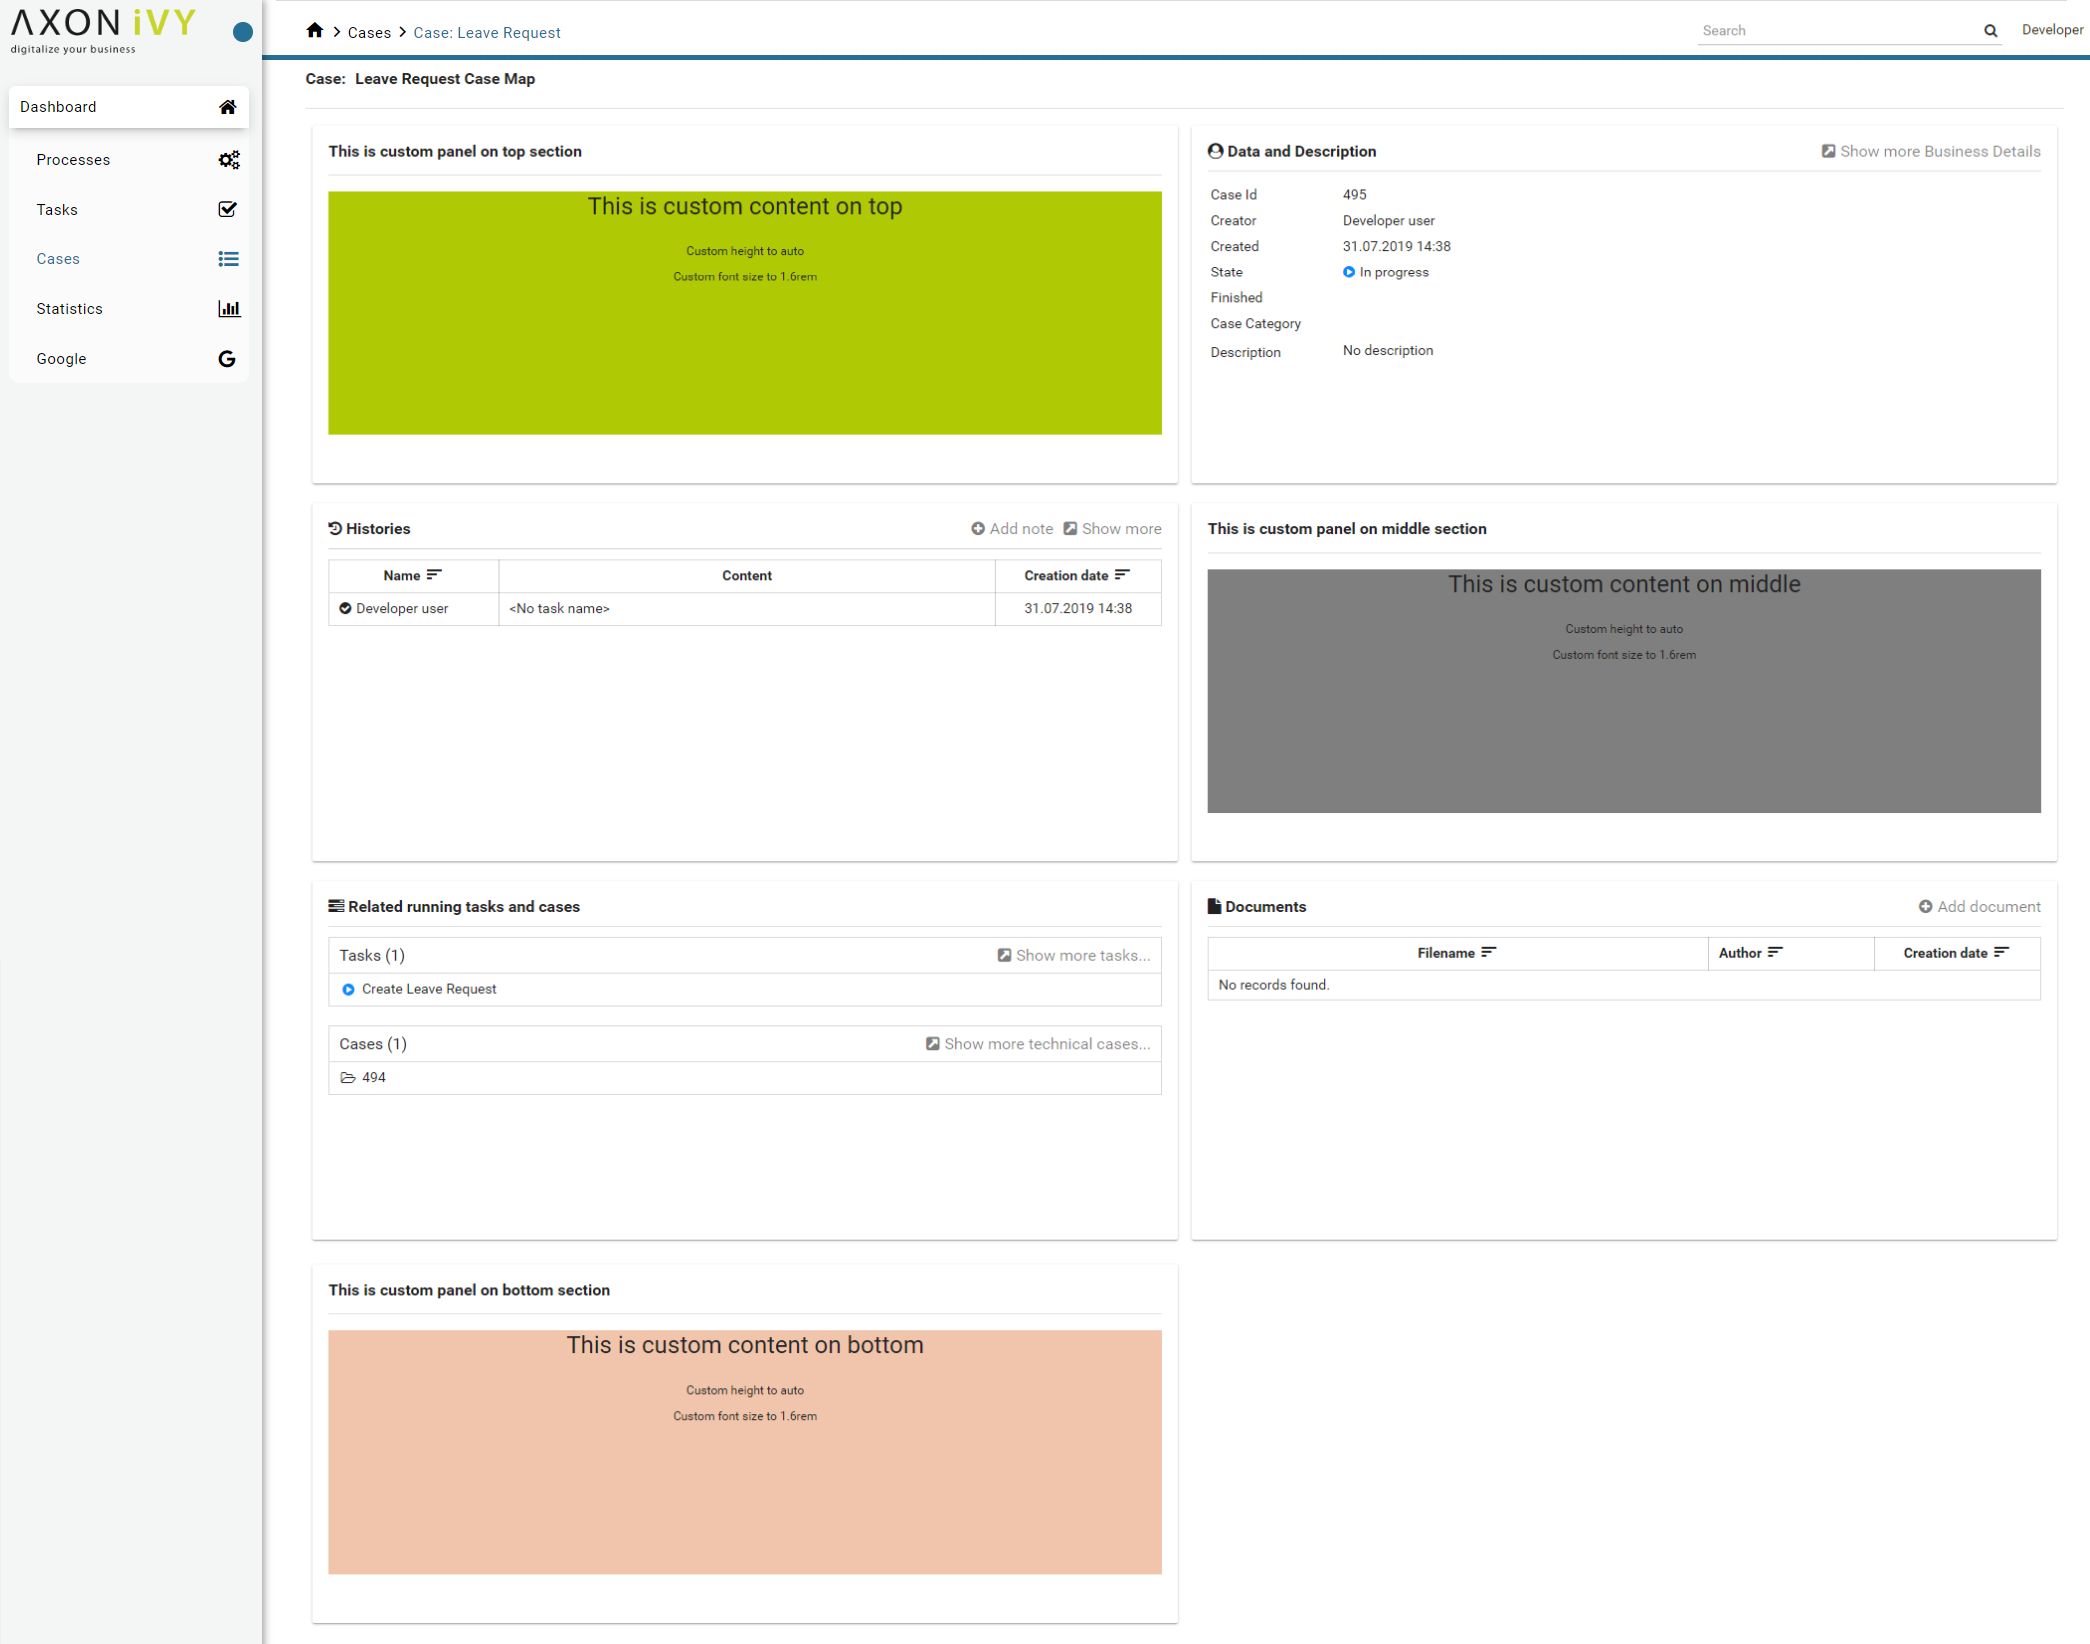 AXON iVY
digitalize your business
Dashboard
Processes
Tasks
Cases
Statistics
Google
Cases
Case: Leave Request
Search
Developer
Case: Leave Request Case Map
This is custom panel on top section
This is custom content on top
Custom height to auto
Custom font size to 1.6rem
Data and Description
Show more Business Details
Case Id 495
Creator Developer user
Created 31.07.2019 14:38
State In progress
Finished
Case Category
Description No description
Histories
Add note
Show more
Name Content Creation date
Developer user <No task name> 31.07.2019 14:38
This is custom panel on middle section
This is custom content on middle
Custom height to auto
Custom font size to 1.6rem
Related running tasks and cases
Tasks (1)
Show more tasks...
Create Leave Request
Cases (1)
Show more technical cases...
494
Documents
Add document
Filename Author Creation date
No records found.
This is custom panel on bottom section
This is custom content on bottom
Custom height to auto
Custom font size to 1.6rem